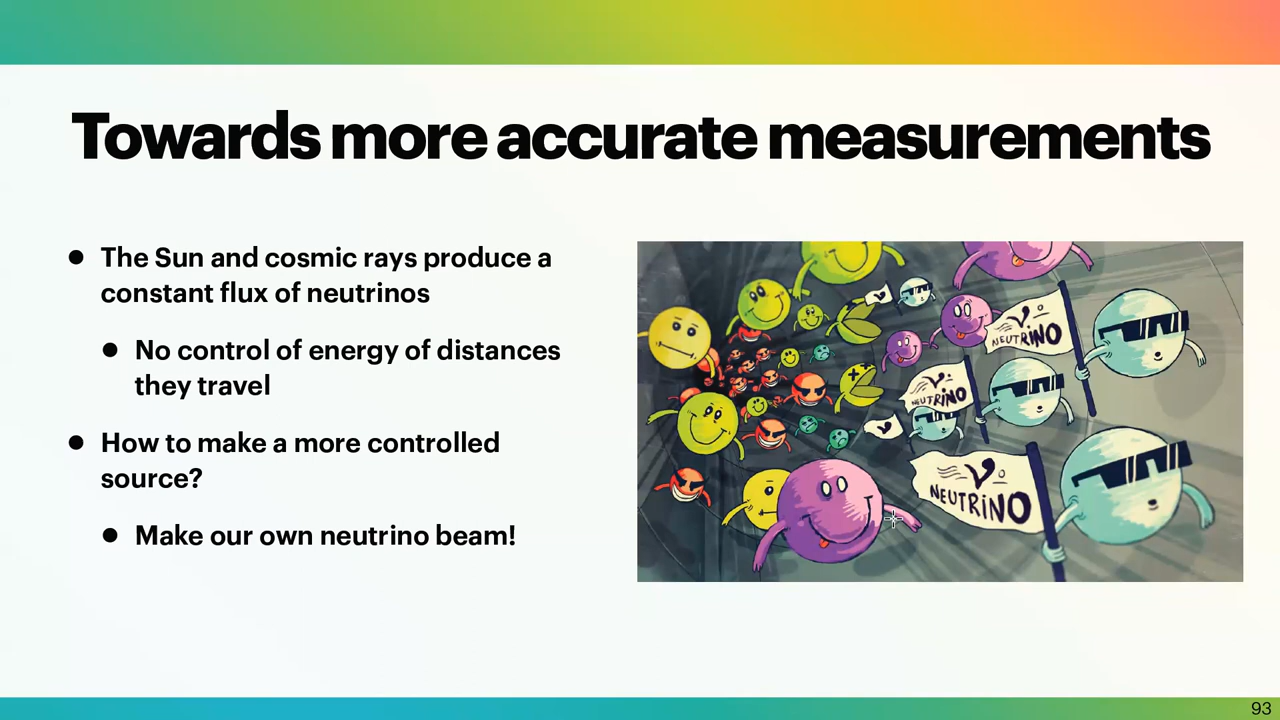 Towards more accurate measurements
● The Sun and cosmic rays produce a
constant flux of neutrinos
● No control of energy of distances
they travel
● How to make a more controlled
source?
● Make our own neutrino beam!
NEUTRINO
NEUTRINO
NEUTRINO
93